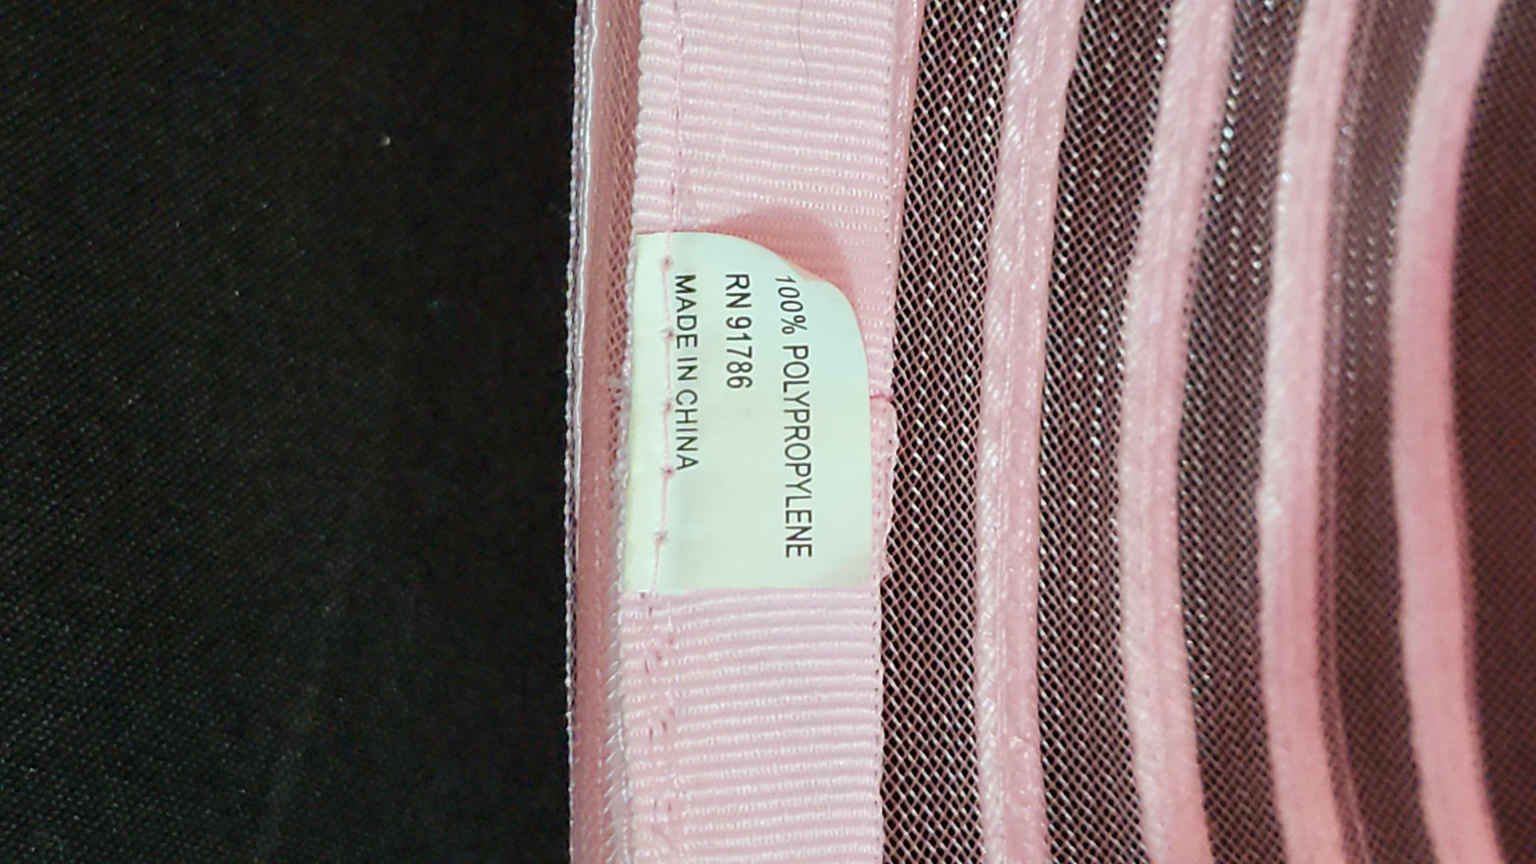 100% POLYPROPYLENE
RN 91786
MADE IN CHINA